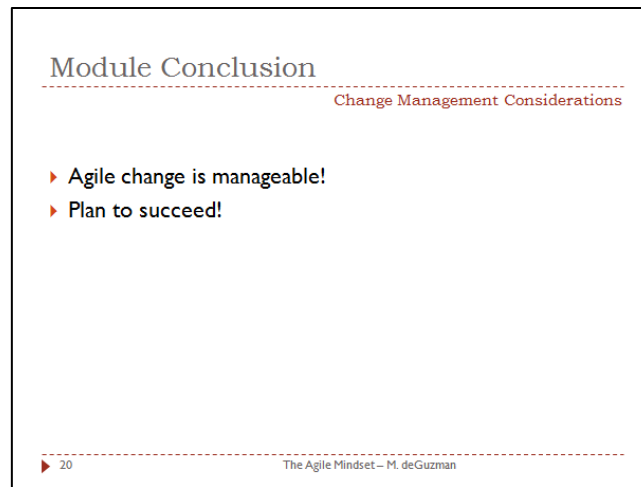 Module Conclusion
Change Management Considerations
Agile change is manageable!
Plan to succeed!
20
The Agile Mindset – M. deGuzman